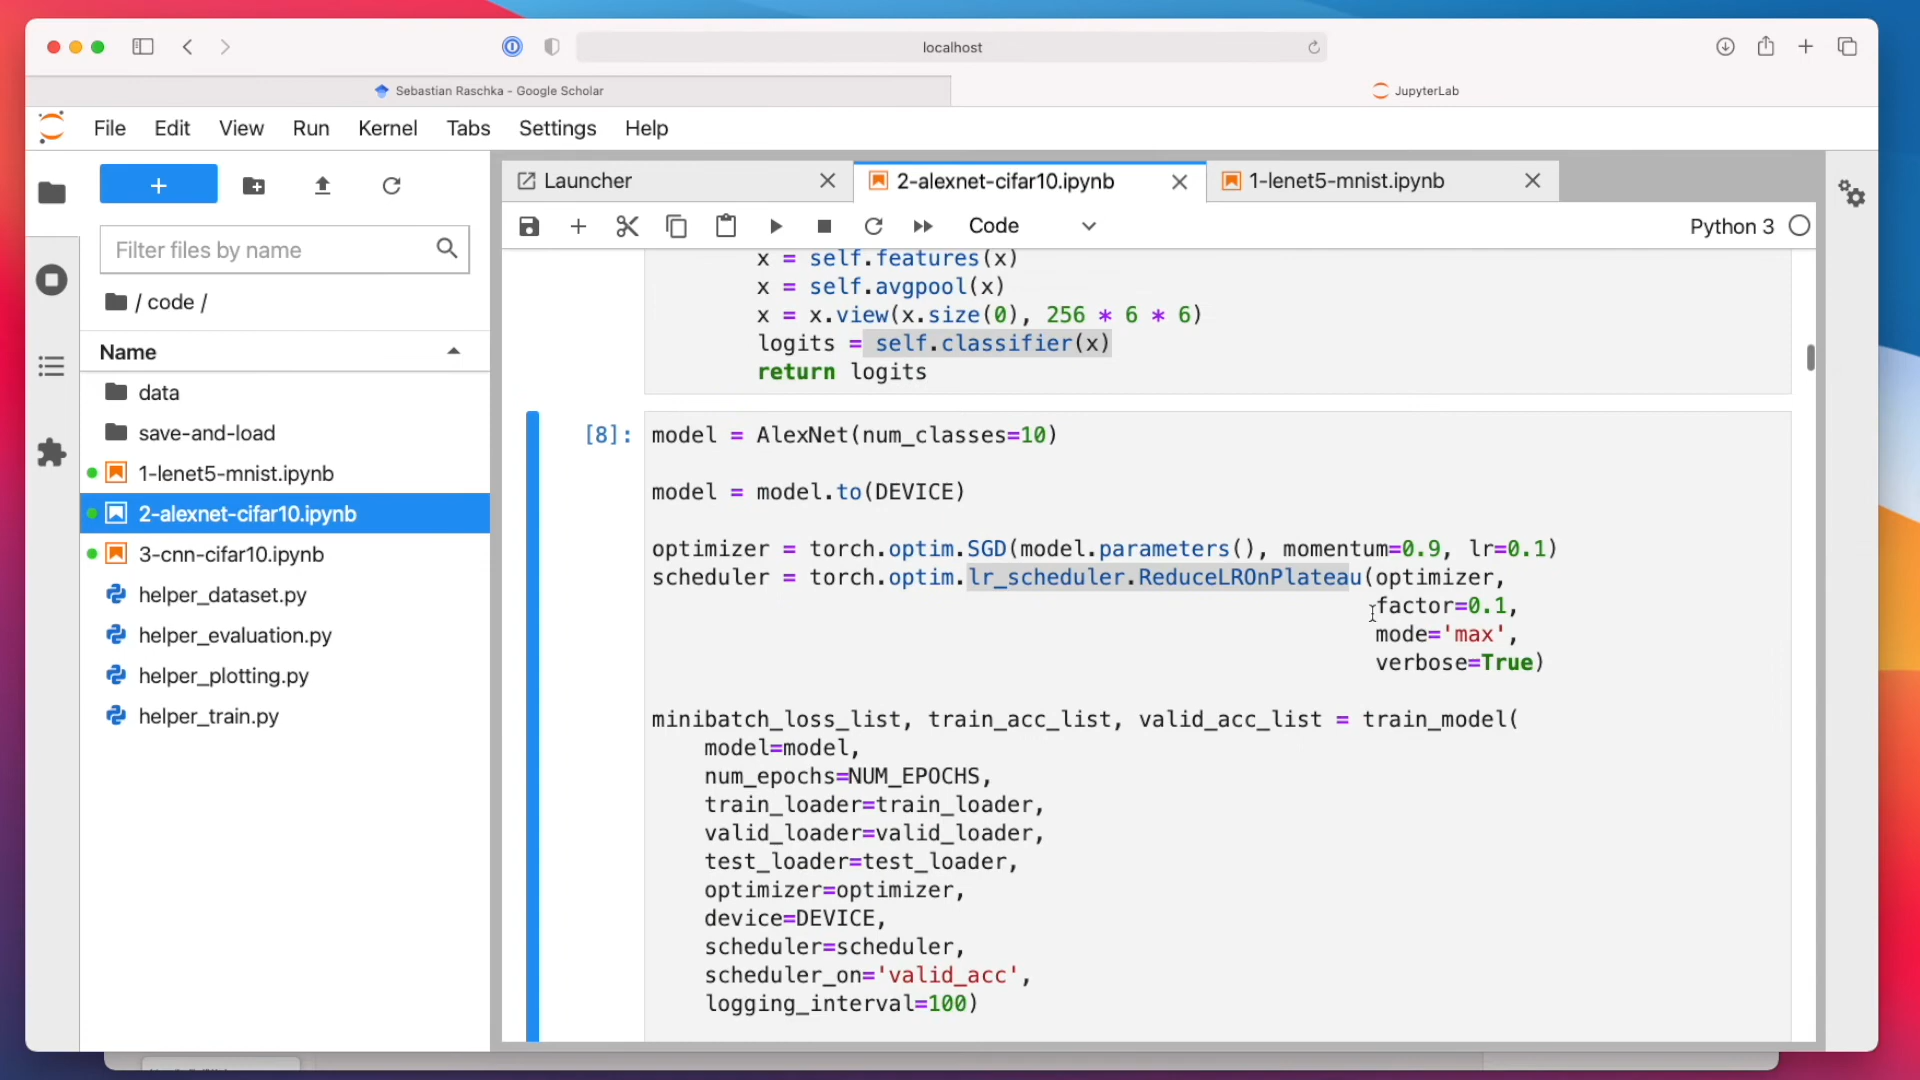 localhost
Sebastian Raschka - Google Scholar
JupyterLab
File Edit View Run Kernel Tabs Settings Help
Launcher
2-alexnet-cifar10.ipynb
1-lenet5-mnist.ipynb
Code
Python 3
Filter files by name
/ code /
Name
data
save-and-load
1-lenet5-mnist.ipynb
2-alexnet-cifar10.ipynb
3-cnn-cifar10.ipynb
helper_dataset.py
helper_evaluation.py
helper_plotting.py
helper_train.py
x = self.features(x)
x = self.avgpool(x)
x = x.view(x.size(0), 256 * 6 * 6)
logits = self.classifier(x)
return logits
[8]: model = AlexNet(num_classes=10)
model = model.to(DEVICE)
optimizer = torch.optim.SGD(model.parameters(), momentum=0.9, lr=0.1)
scheduler = torch.optim.lr_scheduler.ReduceLROnPlateau(optimizer,
factor=0.1,
mode='max',
verbose=True)
minibatch_loss_list, train_acc_list, valid_acc_list = train_model(
model=model,
num_epochs=NUM_EPOCHS,
train_loader=train_loader,
valid_loader=valid_loader,
test_loader=test_loader,
optimizer=optimizer,
device=DEVICE,
scheduler=scheduler,
scheduler_on='valid_acc',
logging_interval=100)